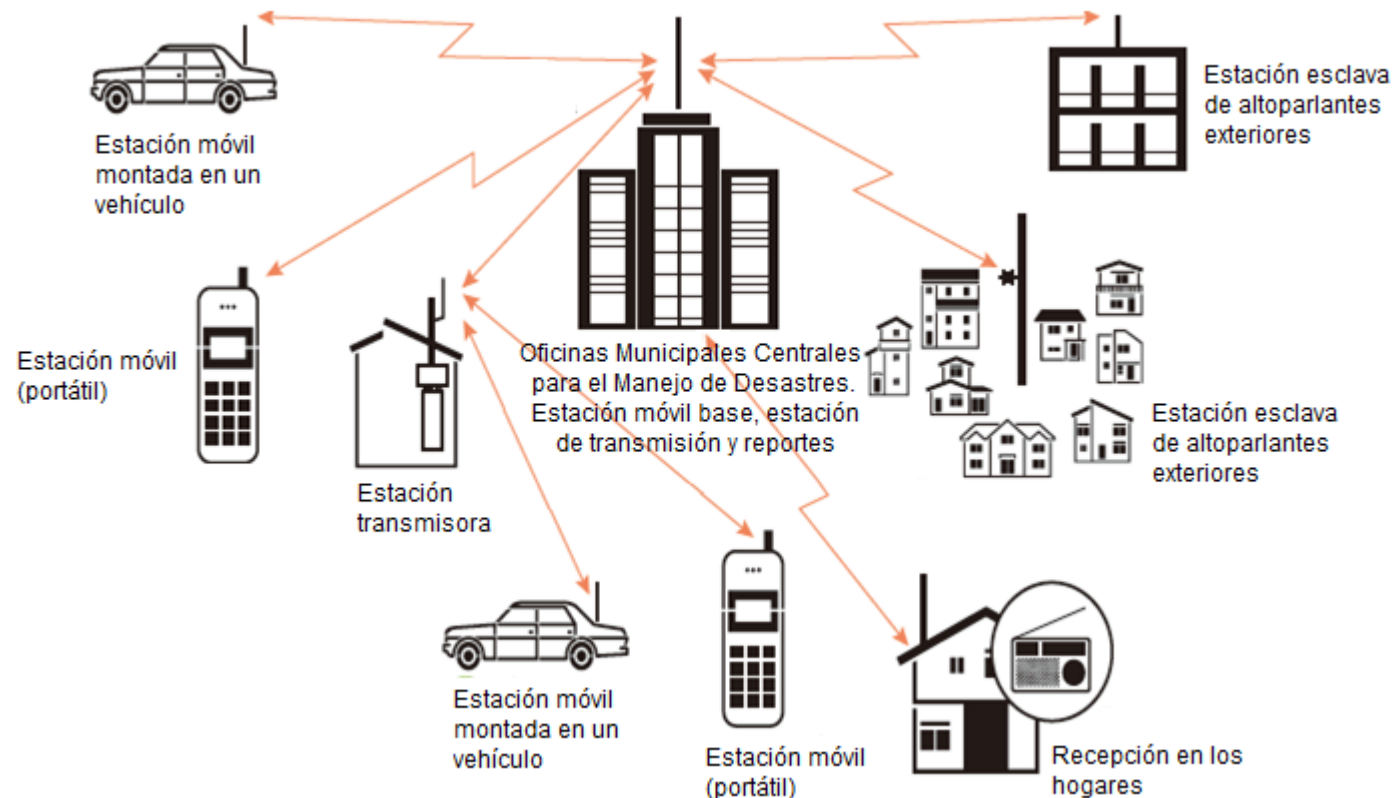 Estación móvil
montada en un
vehículo
Estación esclava
de altoparlantes
exteriores
Estación móvil
(portátil)
Oficinas Municipales Centrales
para el Manejo de Desastres.
Estación móvil base, estación
de transmisión y reportes
Estación esclava
de altoparlantes
exteriores
Estación
transmisora
Estación móvil
montada en un
vehículo
Estación móvil
(portátil)
Recepción en los
hogares